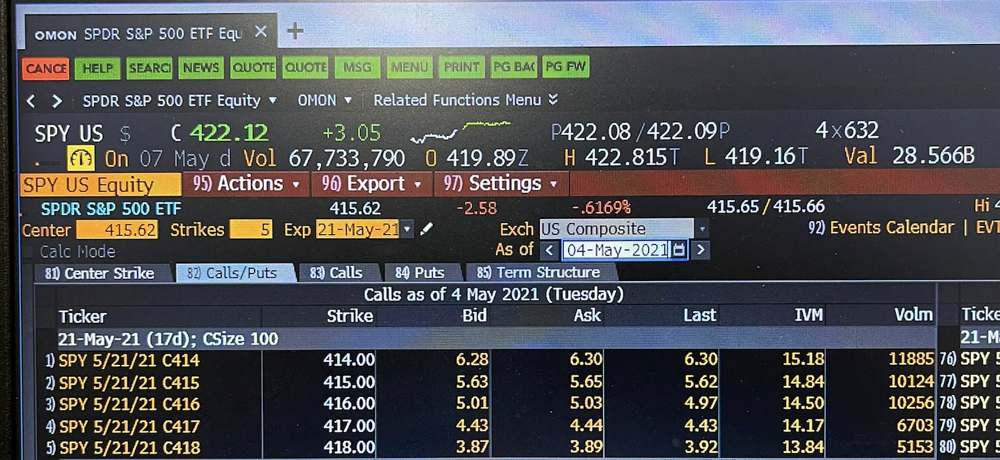 OMON SPDR S&P 500 ETF Equ × +
CANCE HELP SEARC NEWS QUOTE QUOTE MSG MENU PRINT PG BAC PG FW
< > SPDR S&P 500 ETF Equity ▾ OMON ▾ Related Functions Menu
SPY US $ C 422.12 +3.05 P422.08/422.09P 4x632
On 07 May d Vol 67,733,790 O 419.89Z H 422.815T L 419.16T Val 28.566B
SPY US Equity 95) Actions ▾ 96) Export ▾ 97) Settings ▾
SPDR S&P 500 ETF 415.62 -2.58 -.6169% 415.65/415.66 Hi 4
Center 415.62 Strikes 5 Exp 21-May-21 Exch US Composite 92) Events Calendar | EVT
Calc Mode As of < 04-May-2021 >
81) Center Strike 82) Calls/Puts 83) Calls 84) Puts 85) Term Structure
Calls as of 4 May 2021 (Tuesday)
Ticker Strike Bid Ask Last IVM Volm Ticke
21-May-21 (17d); CSize 100 21-M
1) SPY 5/21/21 C414 414.00 6.28 6.30 6.30 15.18 11885 76) SPY 5
2) SPY 5/21/21 C415 415.00 5.63 5.65 5.62 14.84 10124 77) SPY 5
3) SPY 5/21/21 C416 416.00 5.01 5.03 4.97 14.50 10256 78) SPY 5
4) SPY 5/21/21 C417 417.00 4.43 4.44 4.43 14.17 6703 79) SPY 5
5) SPY 5/21/21 C418 418.00 3.87 3.89 3.92 13.84 5153 80) SPY 5